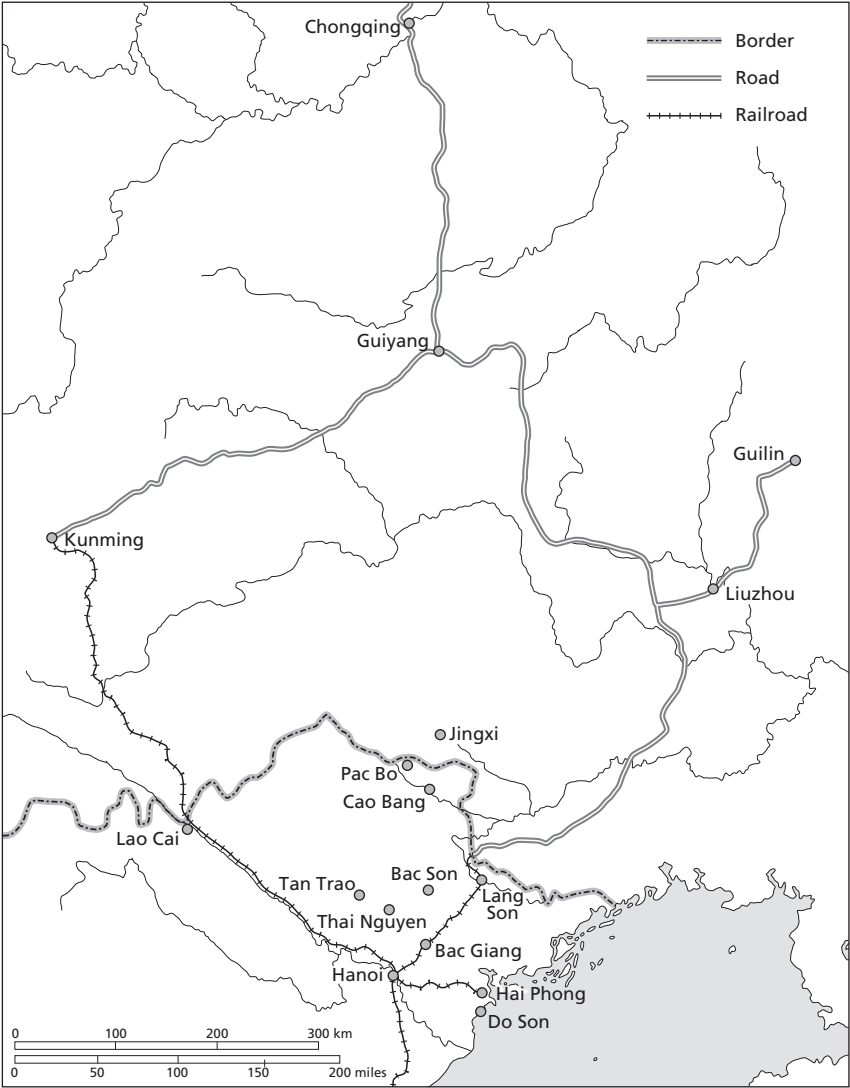 Chongqing
Border
Road
Railroad
Guiyang
Guilin
Kunming
Liuzhou
Jingxi
Pac Bo
Cao Bang
Lao Cai
Bac Son
Tan Trao
Lang
Son
Thai Nguyen
Bac Giang
Hanoi
Hai Phong
Do Son
0 100 200 300 km
0 50 100 150 200 miles